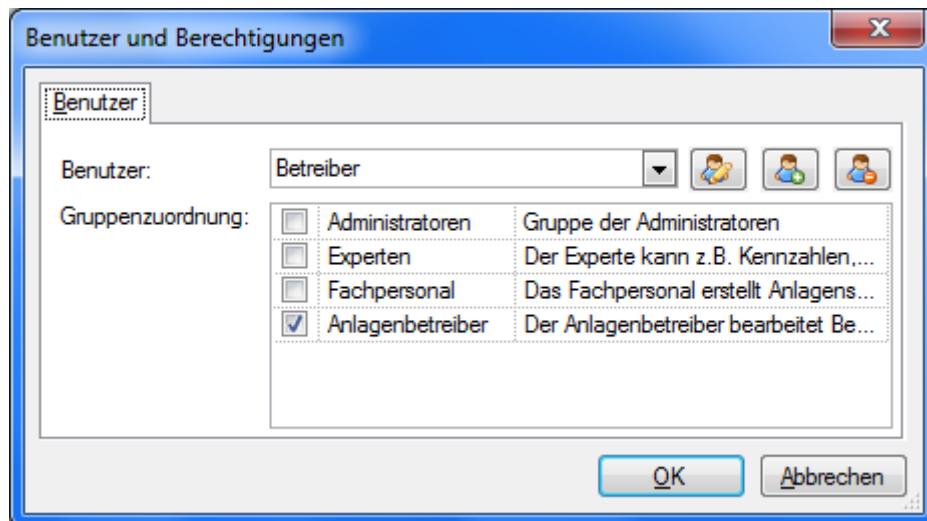 Benutzer und Berechtigungen
Benutzer
Benutzer: Betreiber
Gruppenzuordnung: Administratoren Gruppe der Administratoren
Experten Der Experte kann z.B. Kennzahlen,...
Fachpersonal Das Fachpersonal erstellt Anlagens...
Anlagenbetreiber Der Anlagenbetreiber bearbeitet Be...
OK Abbrechen